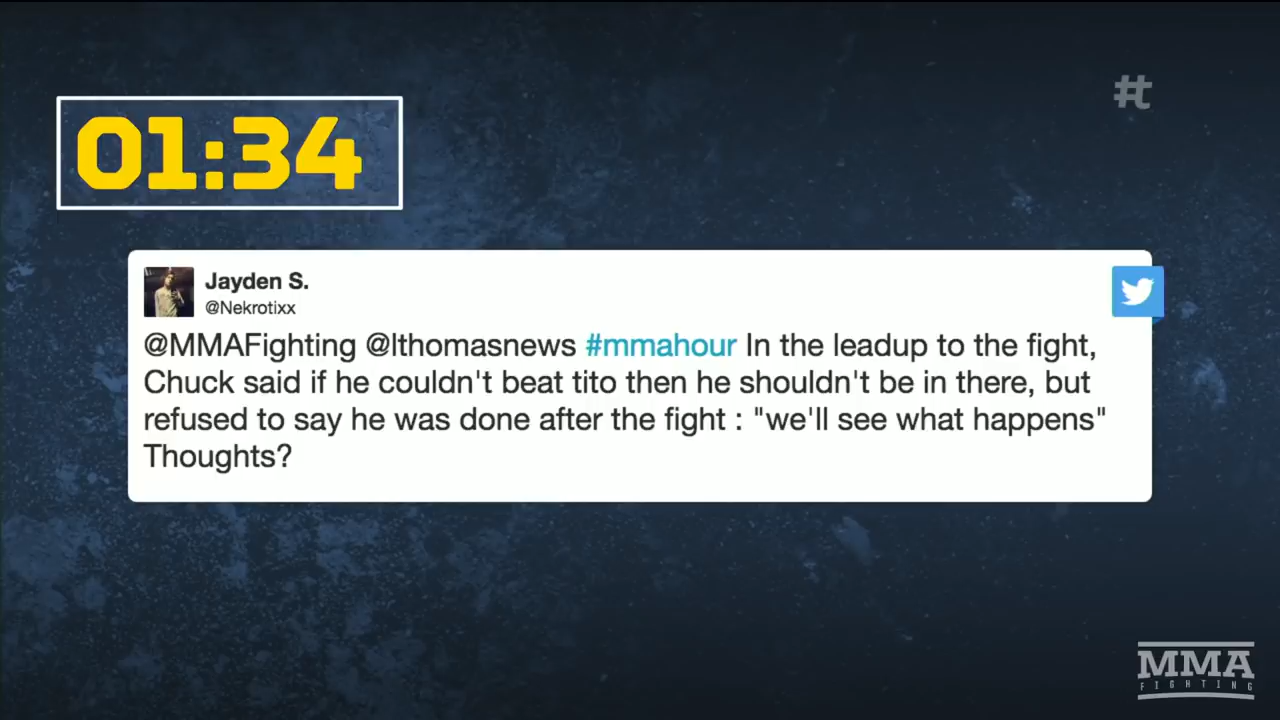 #t
01:34
Jayden S.
@Nekrotixx
@MMAFighting @lthomasnews #mmahour In the leadup to the fight,
Chuck said if he couldn't beat tito then he shouldn't be in there, but
refused to say he was done after the fight : "we'll see what happens"
Thoughts?
MMA
FIGHTING